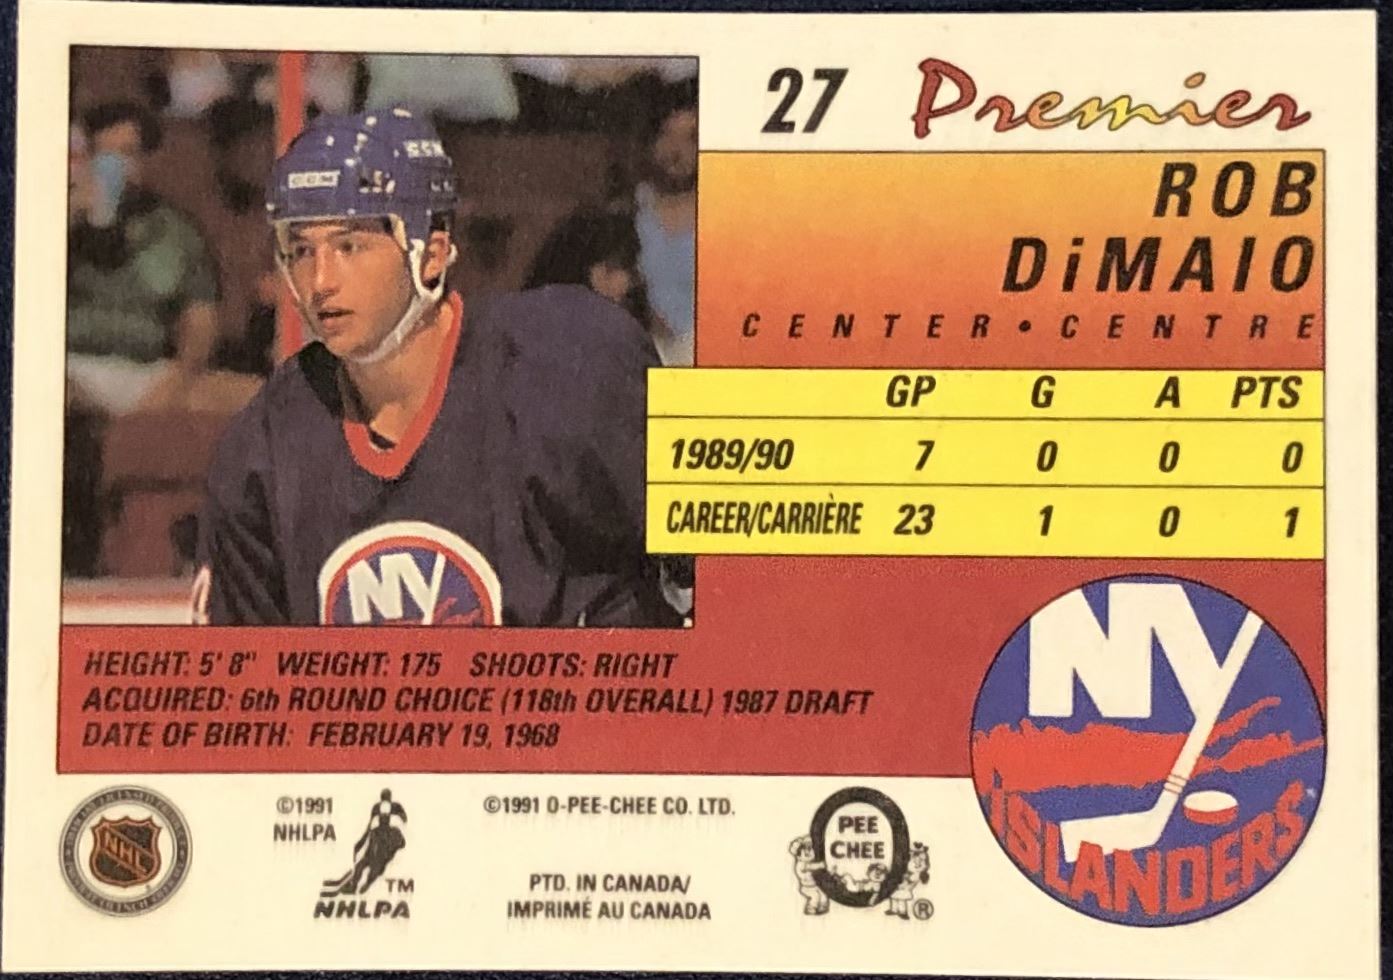 27 Premier
ROB
DiMAIO
CENTER • CENTRE
GP G A PTS
1989/90 7 0 0 0
CAREER/CARRIÈRE 23 1 0 1
HEIGHT: 5' 8" WEIGHT: 175 SHOOTS: RIGHT
ACQUIRED: 6th ROUND CHOICE (118th OVERALL) 1987 DRAFT
DATE OF BIRTH: FEBRUARY 19, 1968
NY
NY
ISLANDERS
NHL
©1991
NHLPA
TM
NHLPA
©1991 O-PEE-CHEE CO. LTD.
PTD. IN CANADA/
IMPRIMÉ AU CANADA
O
PEE
CHEE
®